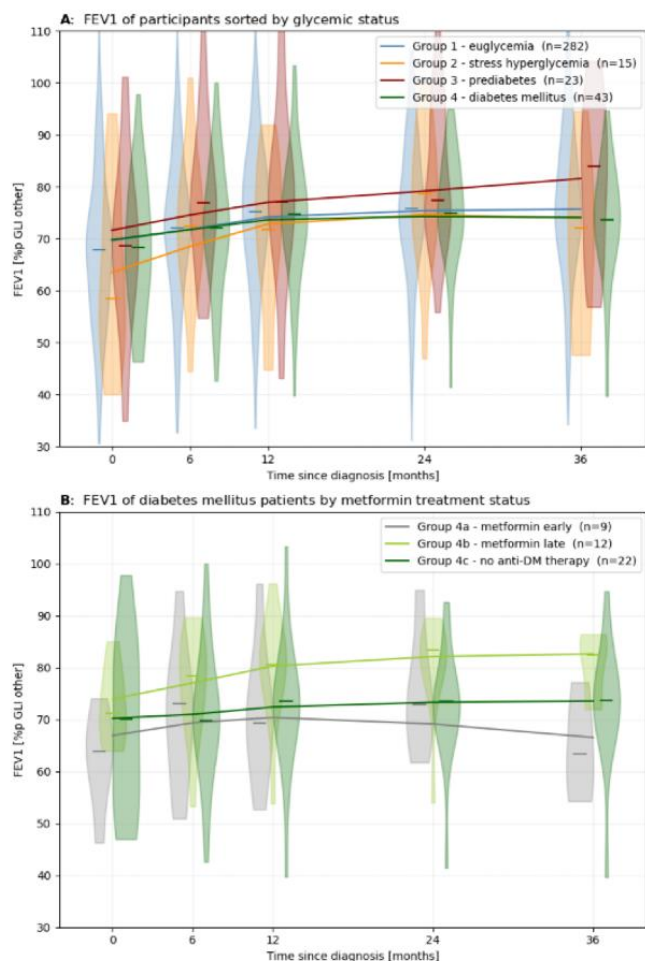 A: FEV1 of participants sorted by glycemic status
110
Group 1 - euglycemia (n=282)
Group 2 - stress hyperglycemia (n=15)
Group 3 - prediabetes (n=23)
Group 4 - diabetes mellitus (n=43)
100
90
80
70
60
50
40
30
FEV1 [%p GLI other]
0 6 12 24 36
Time since diagnosis [months]
B: FEV1 of diabetes mellitus patients by metformin treatment status
110
Group 4a - metformin early (n=9)
Group 4b - metformin late (n=12)
Group 4c - no anti-DM therapy (n=22)
100
90
80
70
60
50
40
30
FEV1 [%p GLI other]
0 6 12 24 36
Time since diagnosis [months]